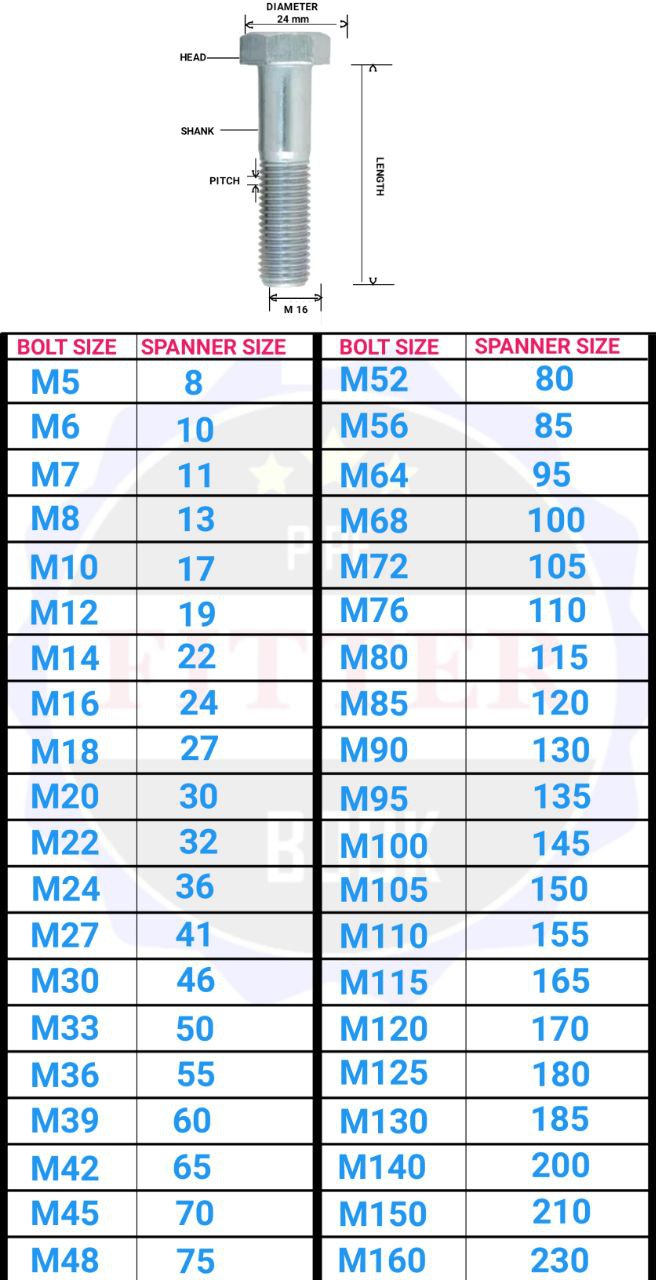 DIAMETER
24 mm
HEAD
SHANK
PITCH
LENGTH
M 16
BOLT SIZE SPANNER SIZE BOLT SIZE SPANNER SIZE
M5 8 M52 80
M6 10 M56 85
M7 11 M64 95
M8 13 M68 100
M10 17 M72 105
M12 19 M76 110
M14 22 M80 115
M16 24 M85 120
M18 27 M90 130
M20 30 M95 135
M22 32 M100 145
M24 36 M105 150
M27 41 M110 155
M30 46 M115 165
M33 50 M120 170
M36 55 M125 180
M39 60 M130 185
M42 65 M140 200
M45 70 M150 210
M48 75 M160 230
FITTER
BOOK